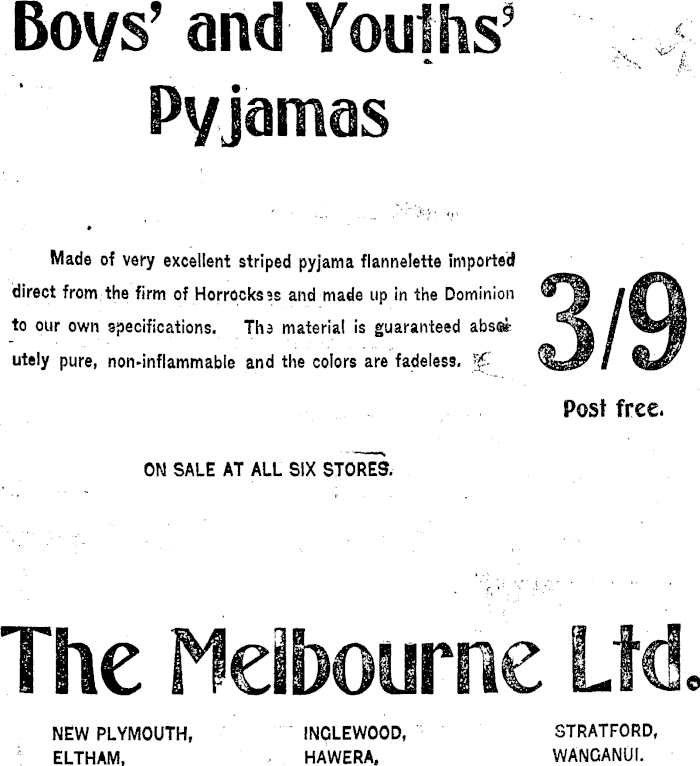 Boys' and Youths'
Pyjamas
Made of very excellent striped pyjama flannelette imported
direct from the firm of Horrockses and made up in the Dominion
to our own specifications. The material is guaranteed absol-
utely pure, non-inflammable and the colors are fadeless.
3/9
Post free.
ON SALE AT ALL SIX STORES.
The Melbourne Ltd.
NEW PLYMOUTH, INGLEWOOD, STRATFORD,
ELTHAM, HAWERA, WANGANUI.